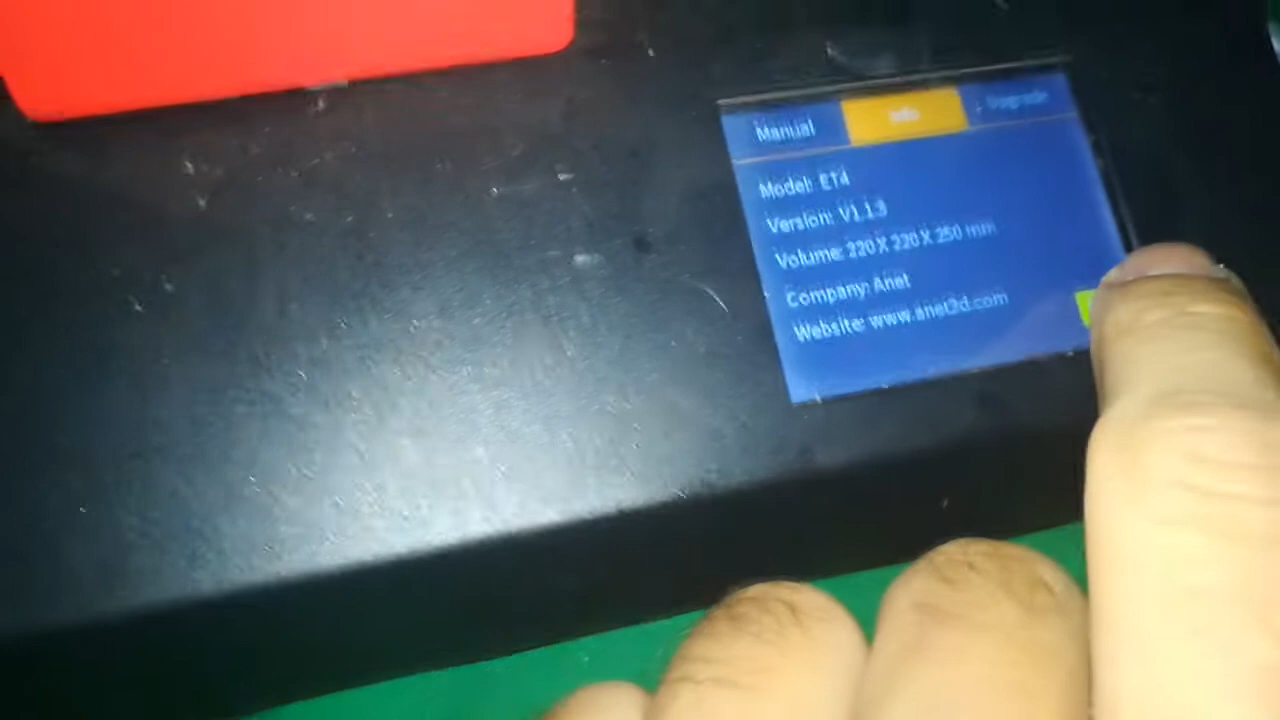 Manual Info Upgrade
Model: ET4
Version: V1.1.3
Volume: 220 X 220 X 250 mm
Company: Anet
Website: www.anet3d.com